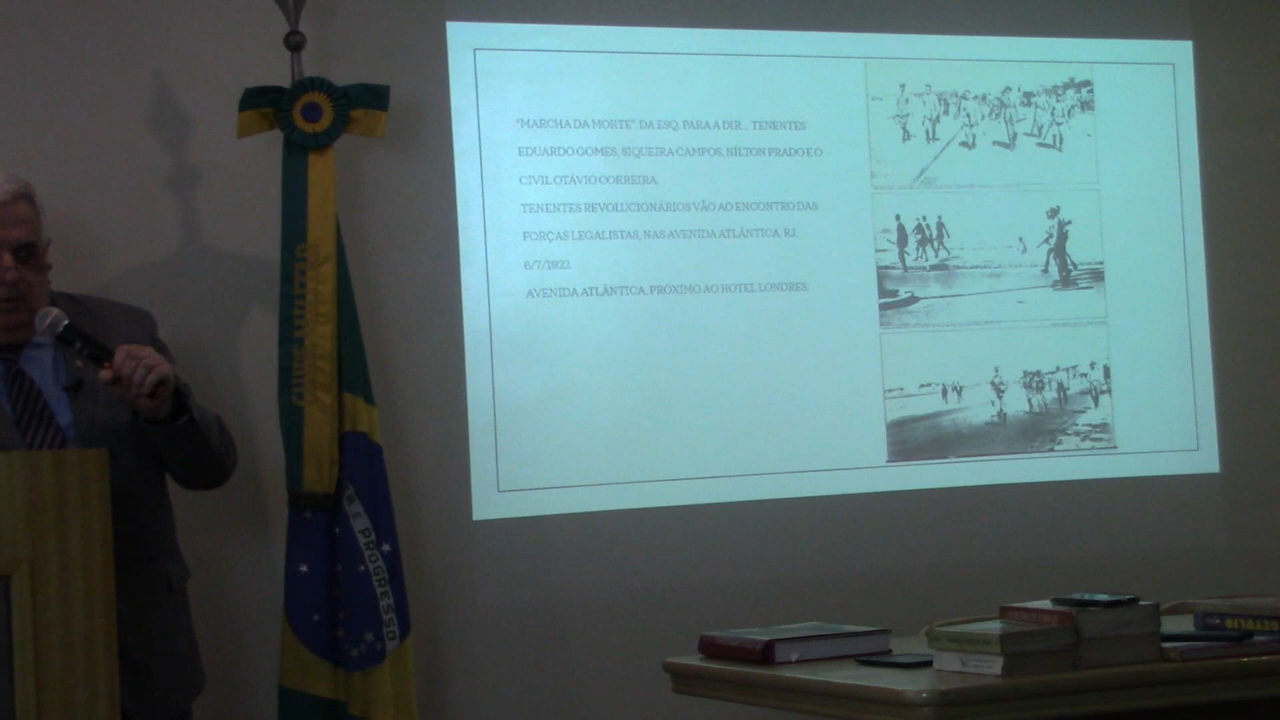 "MARCHA DA MORTE". DA ESQ. PARA A DIR... TENENTES
EDUARDO GOMES, SIQUEIRA CAMPOS, NÍLTON PRADO E O
CIVIL OTÁVIO CORREIRA.
TENENTES REVOLUCIONÁRIOS VÃO AO ENCONTRO DAS
FORÇAS LEGALISTAS, NAS AVENIDA ATLÂNTICA, RJ,
6/7/1922.
AVENIDA ATLÂNTICA, PRÓXIMO AO HOTEL LONDRES.
R E PROGRESSO
GETULIO